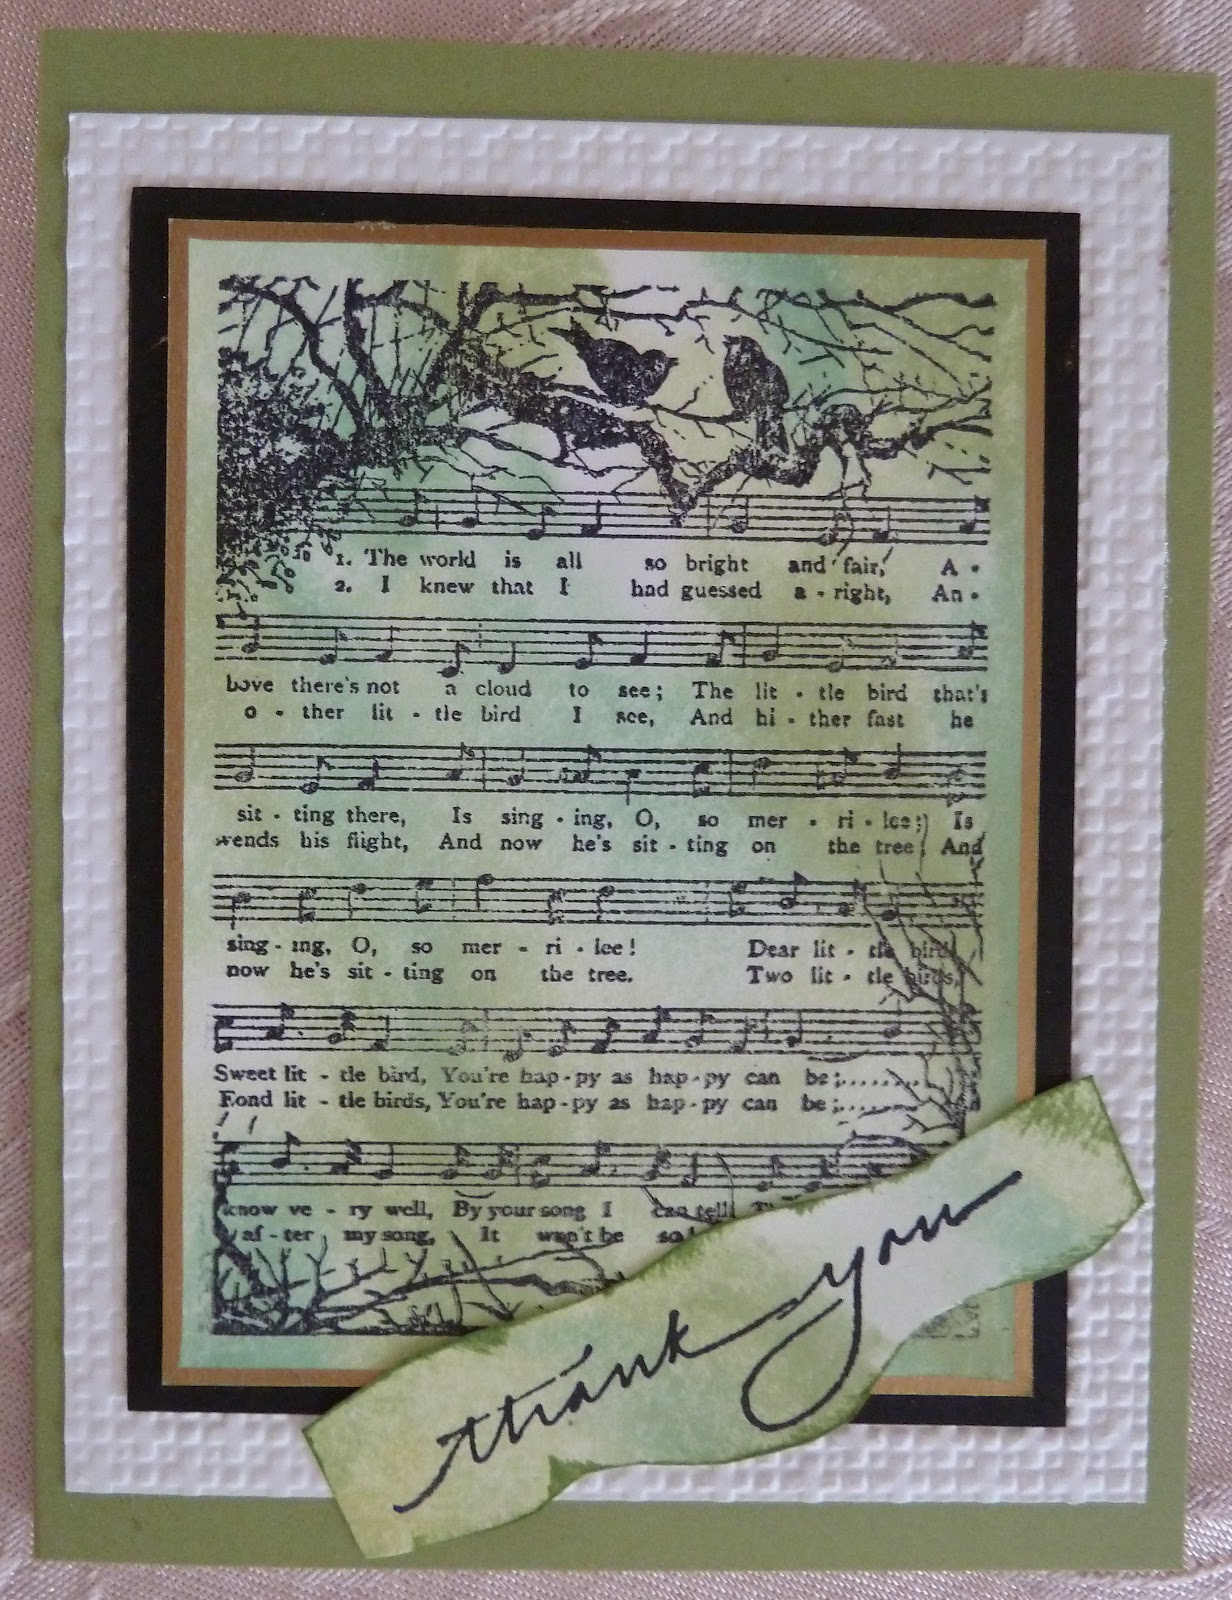 1. The world is all so bright and fair, A -
2. I knew that I had guessed a - right, An -
bove there's not a cloud to see; The lit - tle bird that's
o - ther lit - tle bird I see, And hi - ther fast he
sit - ting there, Is sing - ing, O, so mer - ri - lee; Is
wends his flight, And now he's sit - ting on the tree, And
sing - ing, O, so mer - ri - lee! Dear lit - tle bird,
now he's sit - ting on the tree. Two lit - tle birds,
Sweet lit - tle bird, You're hap - py as hap - py can be;......
Fond lit - tle birds, You're hap - py as hap - py can be;......
know ve - ry well, By your song I can tell,
af - ter my song, It won't be
thank you